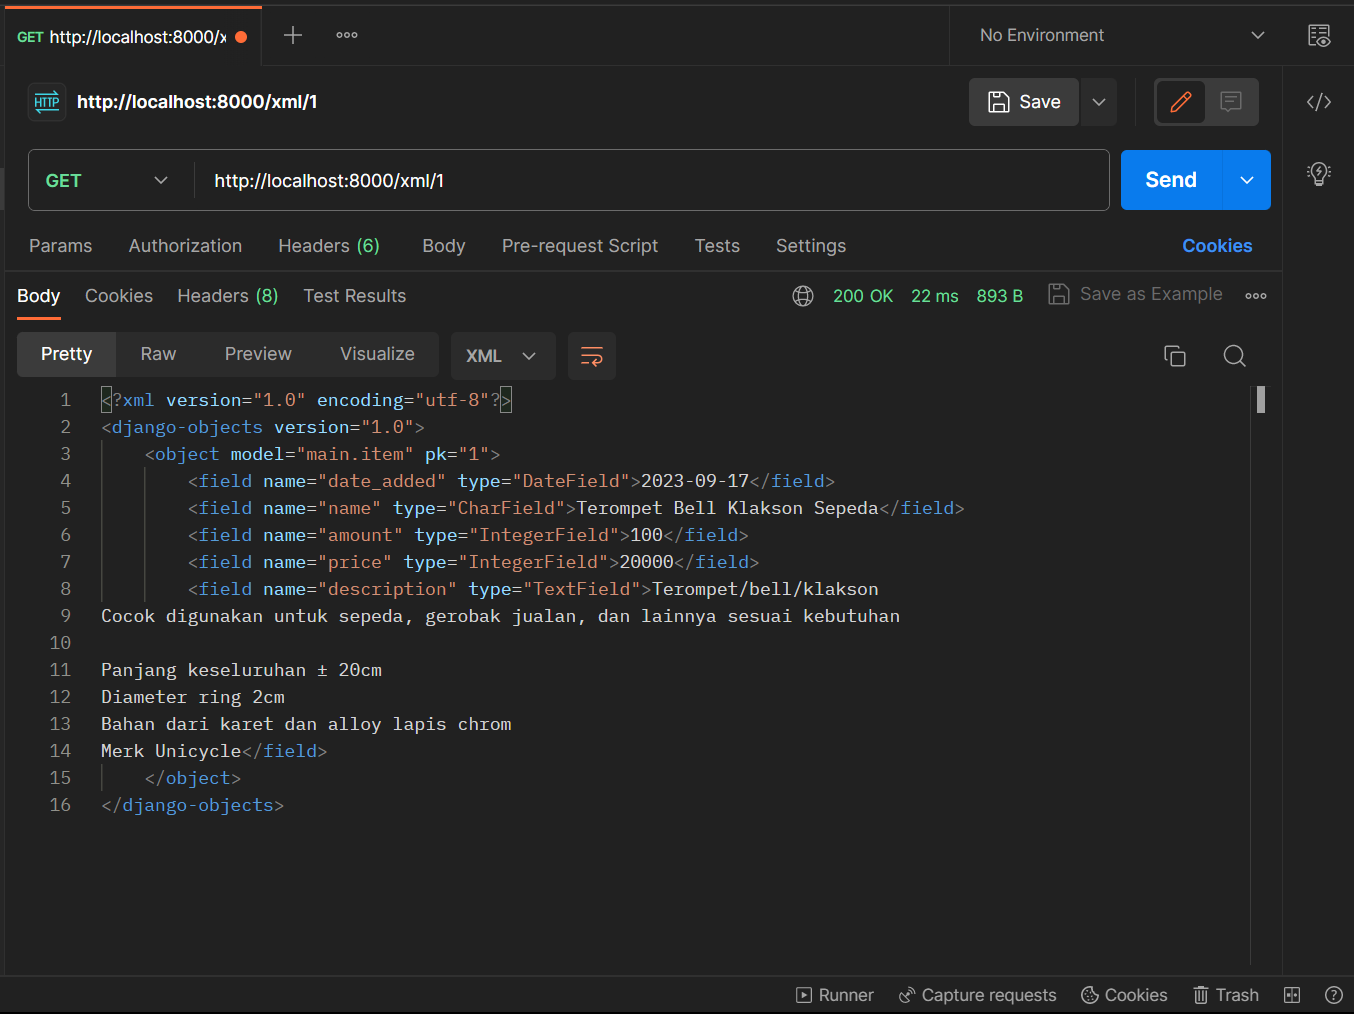 GET http://localhost:8000/x
No Environment
HTTP http://localhost:8000/xml/1
Save
GET http://localhost:8000/xml/1
Send
Params Authorization Headers (6) Body Pre-request Script Tests Settings Cookies
Body Cookies Headers (8) Test Results 200 OK 22 ms 893 B Save as Example
Pretty Raw Preview Visualize XML
1 <?xml version="1.0" encoding="utf-8"?>
2 <django-objects version="1.0">
3 <object model="main.item" pk="1">
4 <field name="date_added" type="DateField">2023-09-17</field>
5 <field name="name" type="CharField">Terompet Bell Klakson Sepeda</field>
6 <field name="amount" type="IntegerField">100</field>
7 <field name="price" type="IntegerField">20000</field>
8 <field name="description" type="TextField">Terompet/bell/klakson
9 Cocok digunakan untuk sepeda, gerobak jualan, dan lainnya sesuai kebutuhan
10
11 Panjang keseluruhan ± 20cm
12 Diameter ring 2cm
13 Bahan dari karet dan alloy lapis chrom
14 Merk Unicycle</field>
15 </object>
16 </django-objects>
Runner Capture requests Cookies Trash